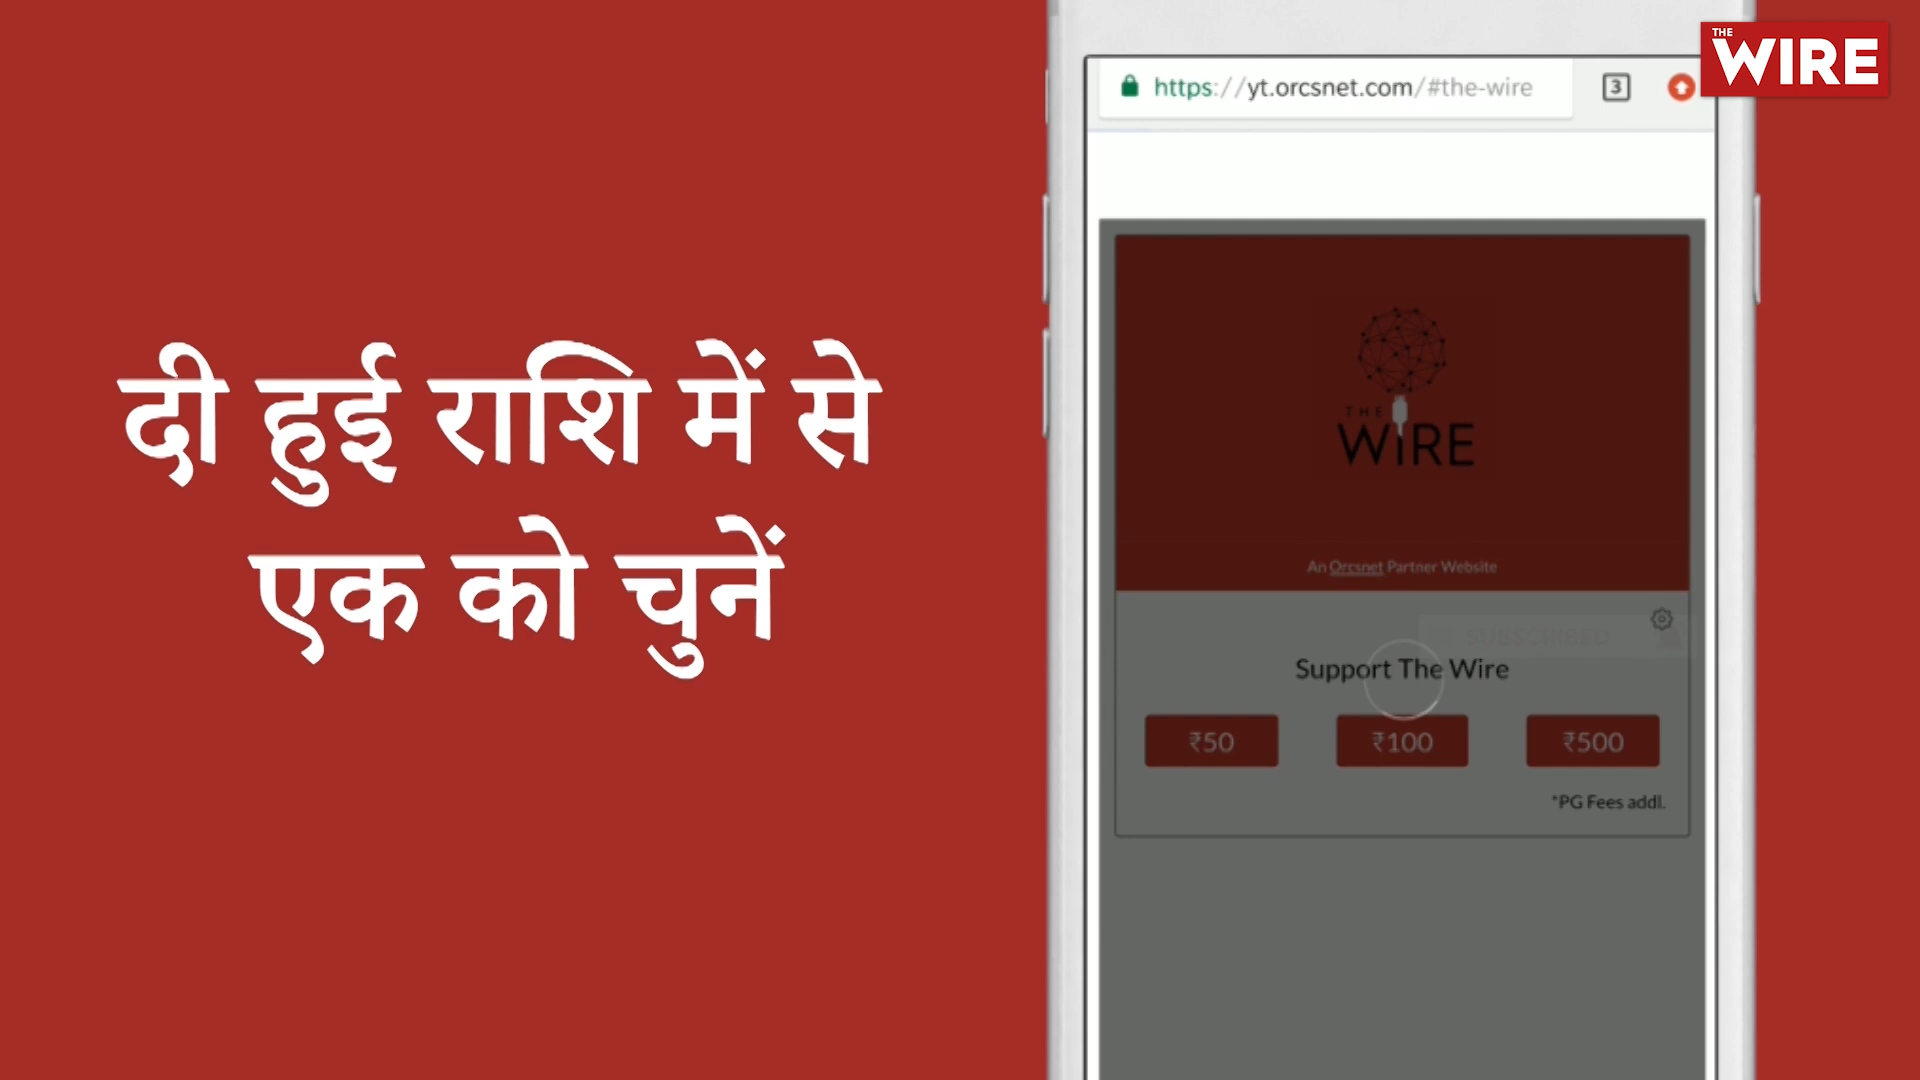 दी हुई राशि में से
एक को चुनें
THE
WIRE
https://yt.orcsnet.com/#the-wire
3
THE
WIRE
An Orcsnet Partner Website
SUBSCRIBED
Support The Wire
₹50 ₹100 ₹500
*PG Fees addl.